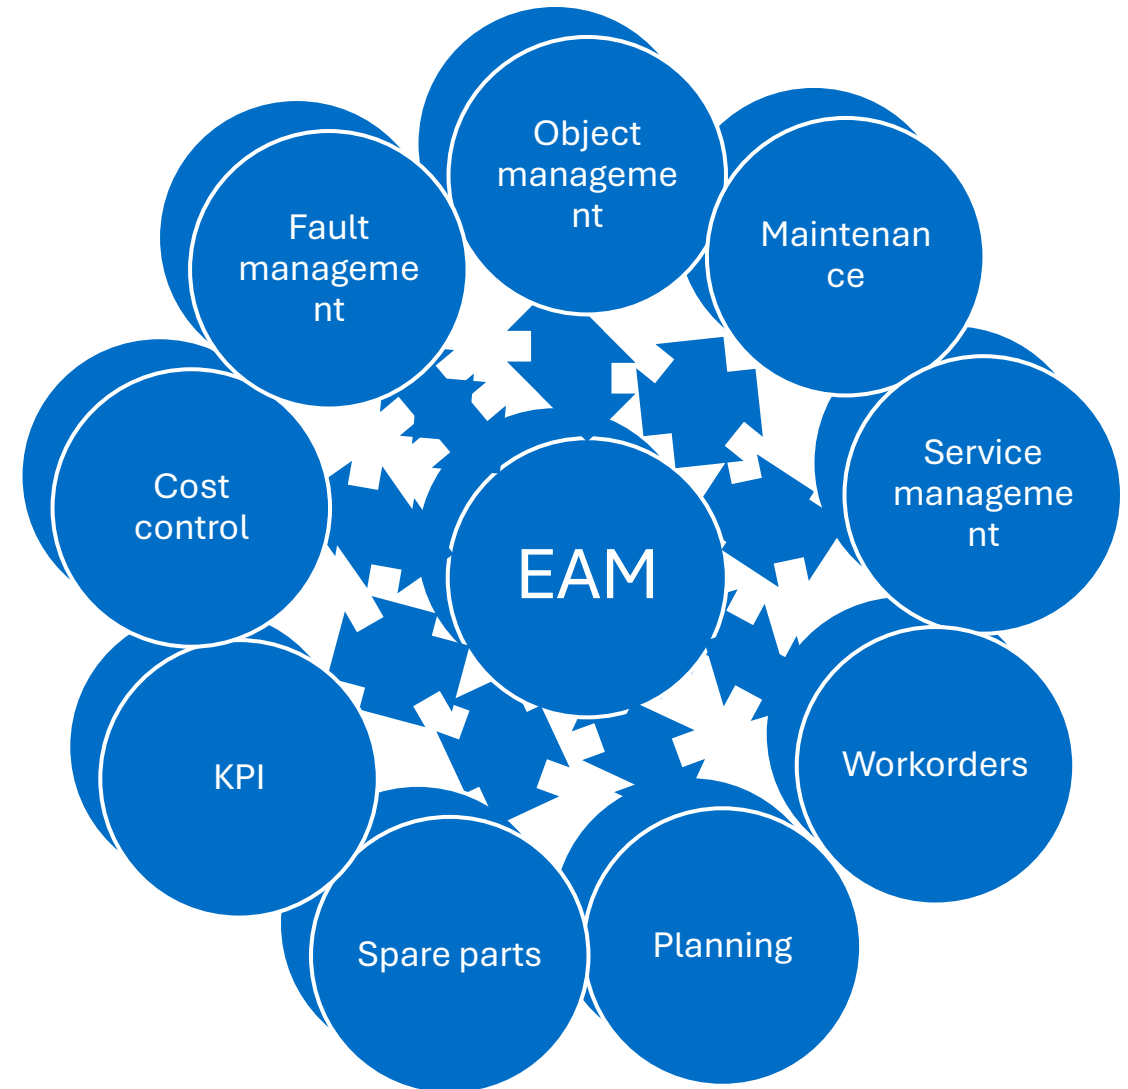 Object
manageme
nt
Maintenan
ce
Service
manageme
nt
Workorders
Planning
Spare parts
KPI
Cost
control
Fault
manageme
nt
EAM